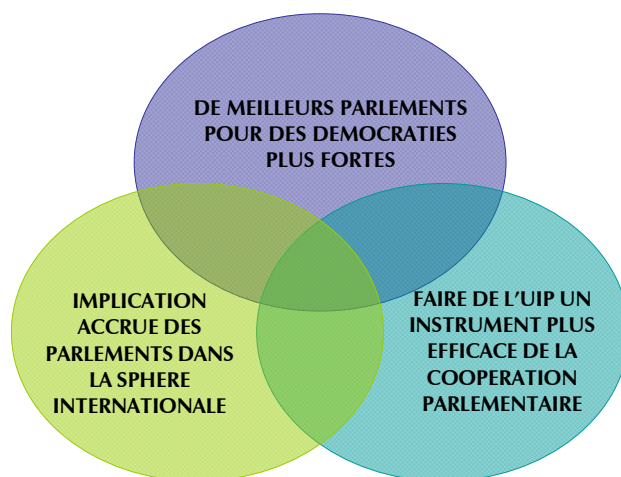 DE MEILLEURS PARLEMENTS
POUR DES DEMOCRATIES
PLUS FORTES
IMPLICATION
ACCRUE DES
PARLEMENTS DANS
LA SPHERE
INTERNATIONALE
FAIRE DE L'UIP UN
INSTRUMENT PLUS
EFFICACE DE LA
COOPERATION
PARLEMENTAIRE